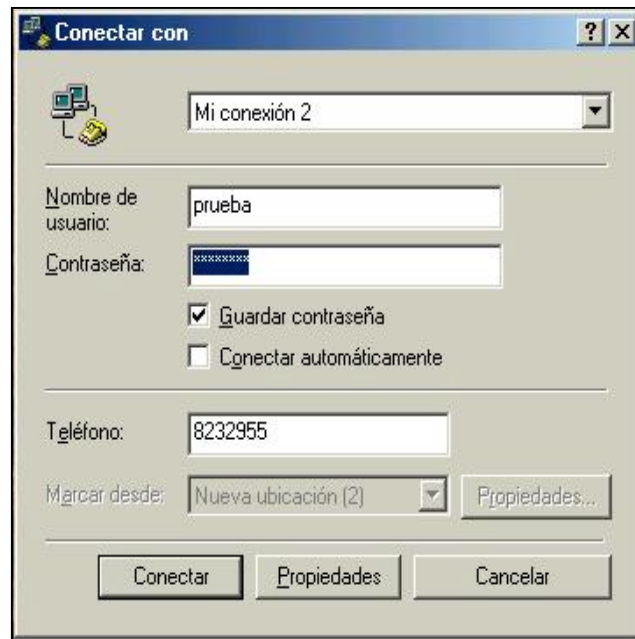 Conectar con
Mi conexión 2
Nombre de
usuario:
prueba
Contraseña:
********
Guardar contraseña
Conectar automáticamente
Teléfono:
8232955
Marcar desde:
Nueva ubicación (2)
Propiedades...
Conectar
Propiedades
Cancelar